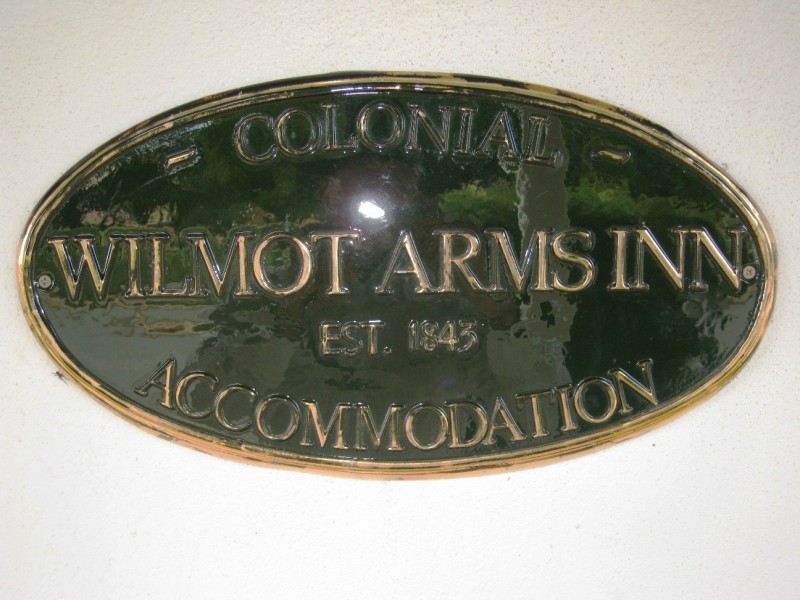 - COLONIAL -
WILMOT ARMS INN
EST. 1843
ACCOMMODATION